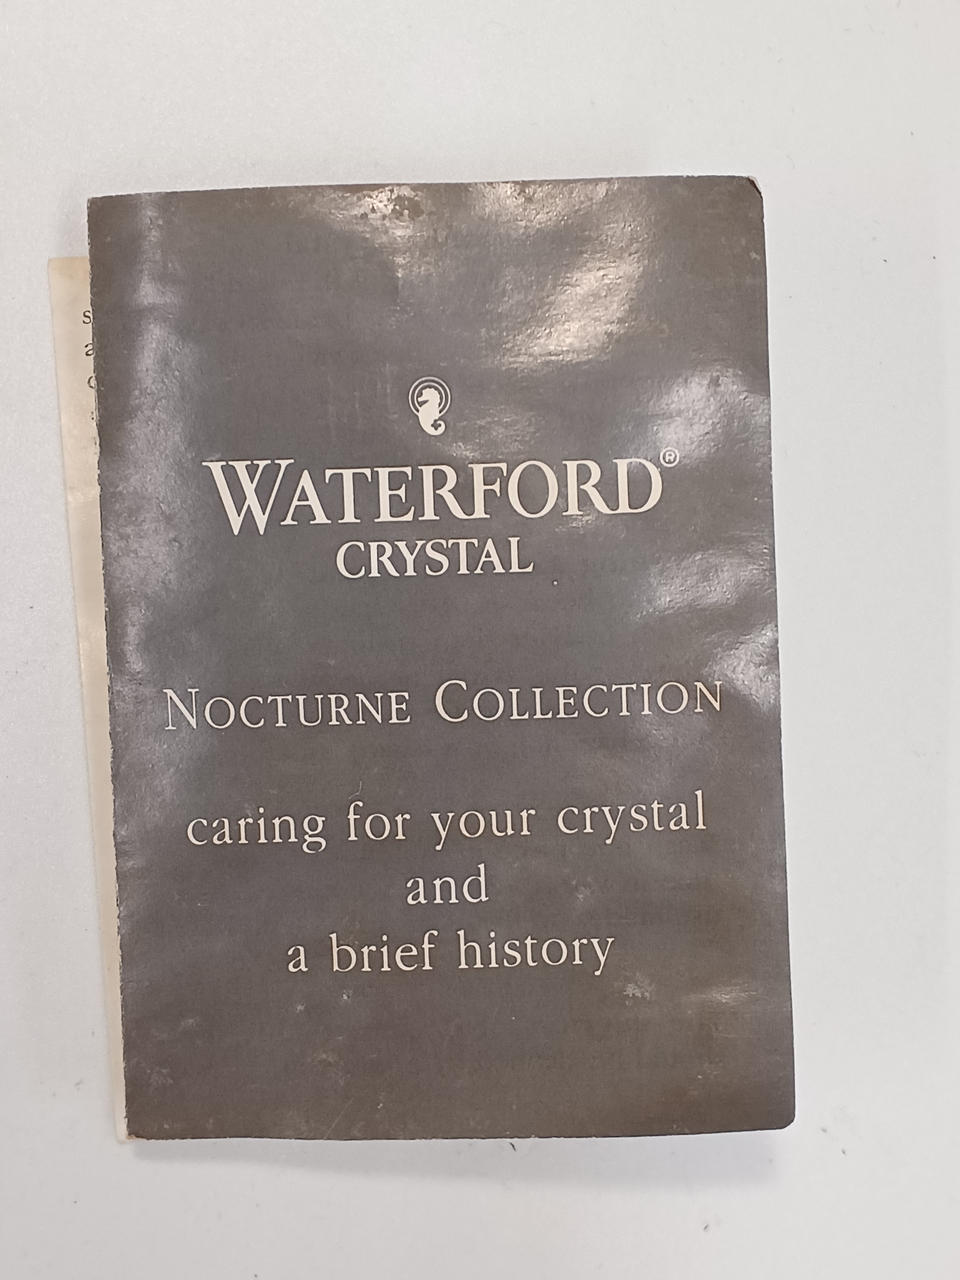 WATERFORD®
CRYSTAL
NOCTURNE COLLECTION
caring for your crystal
and
a brief history